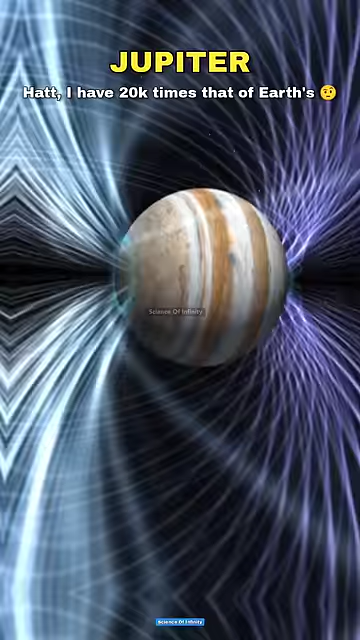 JUPITER
Hatt, I have 20k times that of Earth's 🤨
Science Of Infinity
Science Of Infinity